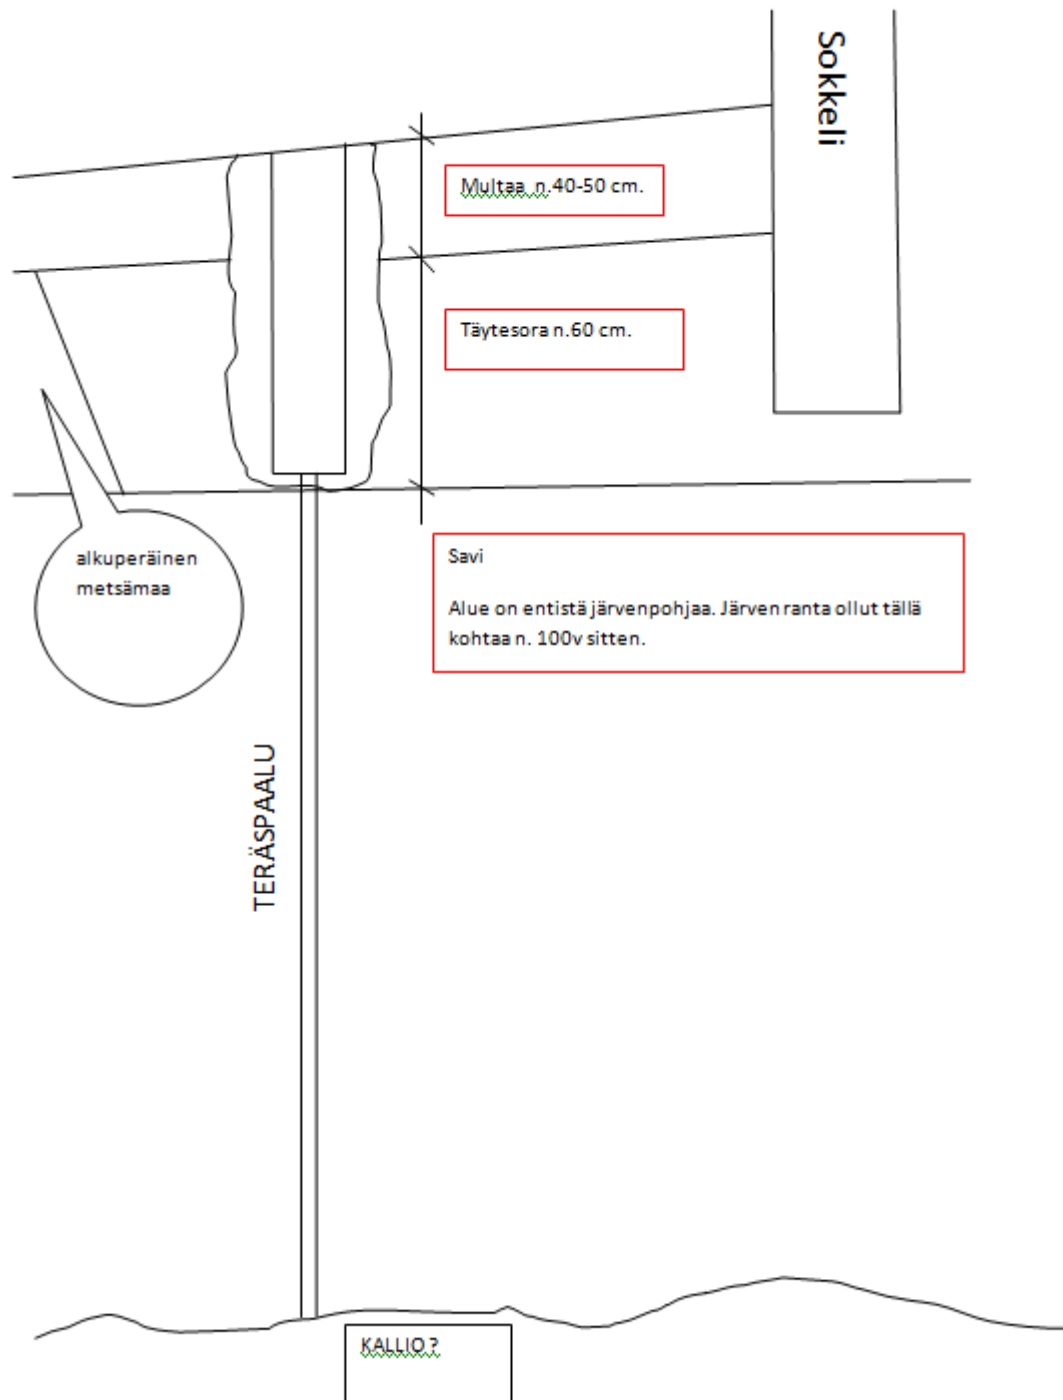 Sokkeli
Multaa n.40-50 cm.
Täytesora n.60 cm.
alkuperäinen
metsämaa
Savi
Alue on entistä järvenpohjaa. Järven ranta ollut tällä
kohtaa n. 100v sitten.
TERÄSPAALU
KALLIO?